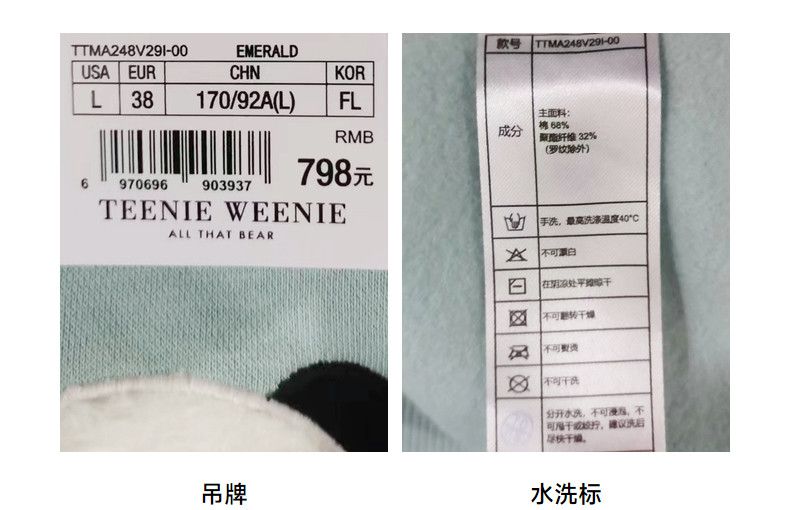 TTMA248V29I-00 EMERALD
USA EUR CHN KOR
L 38 170/92A(L) FL
RMB
798元
6 970696 903937
TEENIE WEENIE
ALL THAT BEAR
款号 TTMA248V29I-00
成分
主面料:
棉 68%
聚酯纤维 32%
(罗纹除外)
手洗，最高洗涤温度40°C
不可漂白
在阴凉处平摊晾干
不可翻转干燥
不可熨烫
不可干洗
分开水洗，不可浸泡，不
可甩干或绞拧，建议洗后
尽快干燥。
吊牌
水洗标